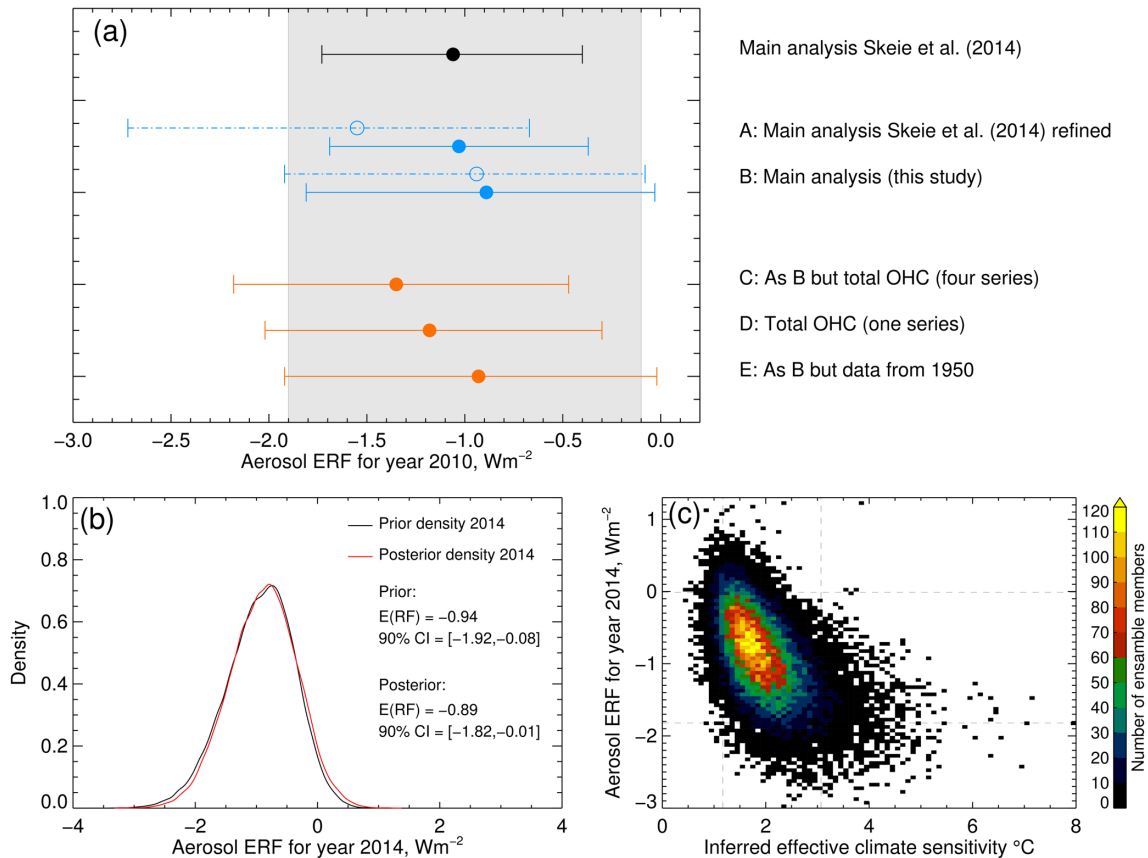 (a)
Main analysis Skeie et al. (2014)
A: Main analysis Skeie et al. (2014) refined
B: Main analysis (this study)
C: As B but total OHC (four series)
D: Total OHC (one series)
E: As B but data from 1950
−3.0 −2.5 −2.0 −1.5 −1.0 −0.5 0.0
Aerosol ERF for year 2010, Wm−2
(b)
Density
1.0
0.8
0.6
0.4
0.2
0.0
Prior density 2014
Posterior density 2014
Prior:
E(RF) = −0.94
90% CI = [−1.92,−0.08]
Posterior:
E(RF) = −0.89
90% CI = [−1.82,−0.01]
−4 −2 0 2 4
Aerosol ERF for year 2014, Wm−2
(c)
Aerosol ERF for year 2014, Wm−2
1
0
−1
−2
−3
0 2 4 6 8
Inferred effective climate sensitivity °C
120
110
100
90
80
70
60
50
40
30
20
10
0
Number of ensamble members